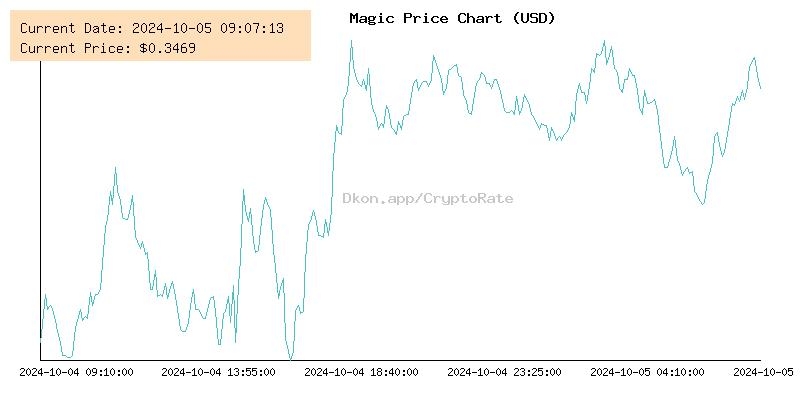 Magic Price Chart (USD)
Current Date: 2024-10-05 09:07:13
Current Price: $0.3469
Dkon.app/CryptoRate
2024-10-04 09:10:00 2024-10-04 13:55:00 2024-10-04 18:40:00 2024-10-04 23:25:00 2024-10-05 04:10:00 2024-10-05